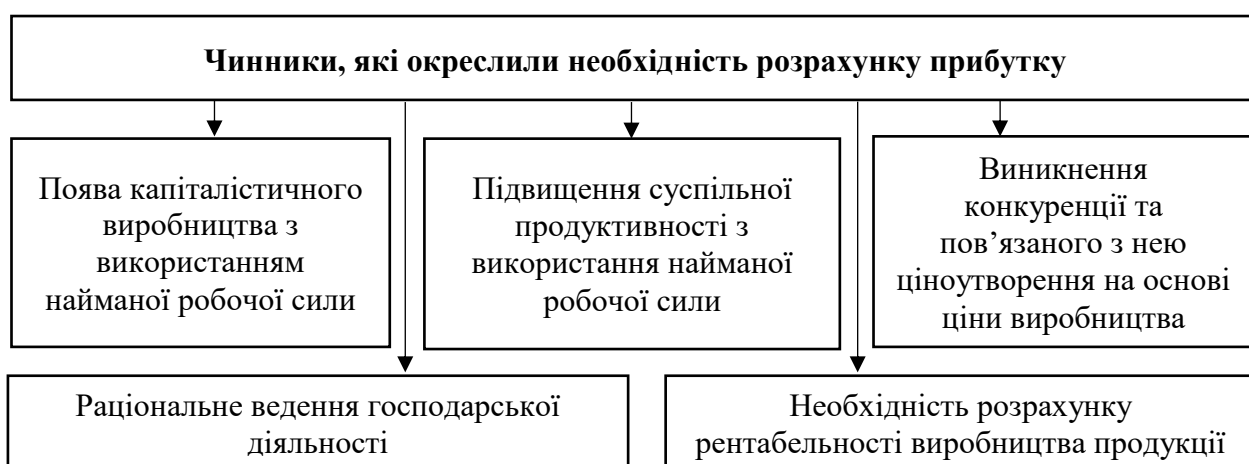 Чинники, які окреслили необхідність розрахунку прибутку
Поява капіталістичного
виробництва з
використанням
найманої робочої сили
Підвищення суспільної
продуктивності з
використання найманої
робочої сили
Виникнення
конкуренції та
пов’язаного з нею
ціноутворення на основі
ціни виробництва
Раціональне ведення господарської
діяльності
Необхідність розрахунку
рентабельності виробництва продукції